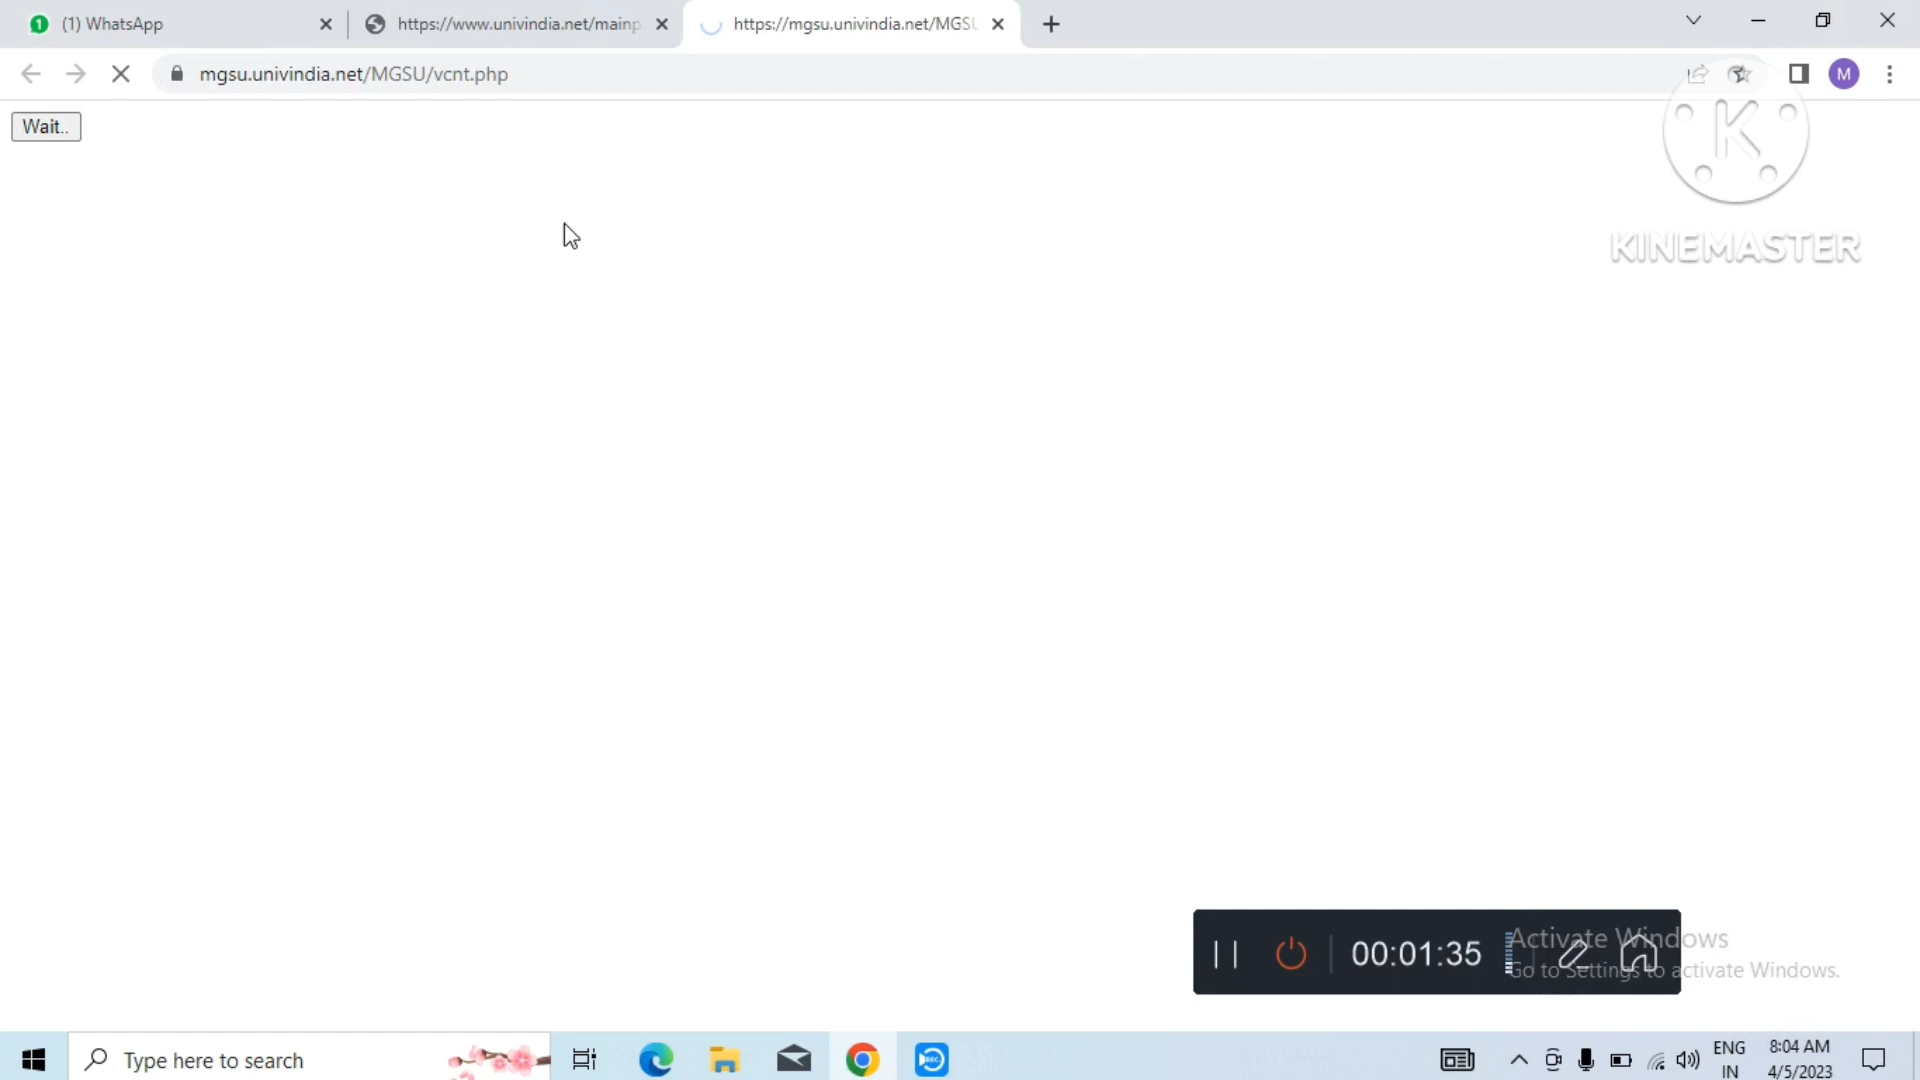 (1) WhatsApp
https://www.univindia.net/mainp
https://mgsu.univindia.net/MGSU
mgsu.univindia.net/MGSU/vcnt.php
M
Wait..
K
KINEMASTER
00:01:35
Activate Windows
Go to Settings to activate Windows.
Type here to search
REC
ENG
IN
8:04 AM
4/5/2023